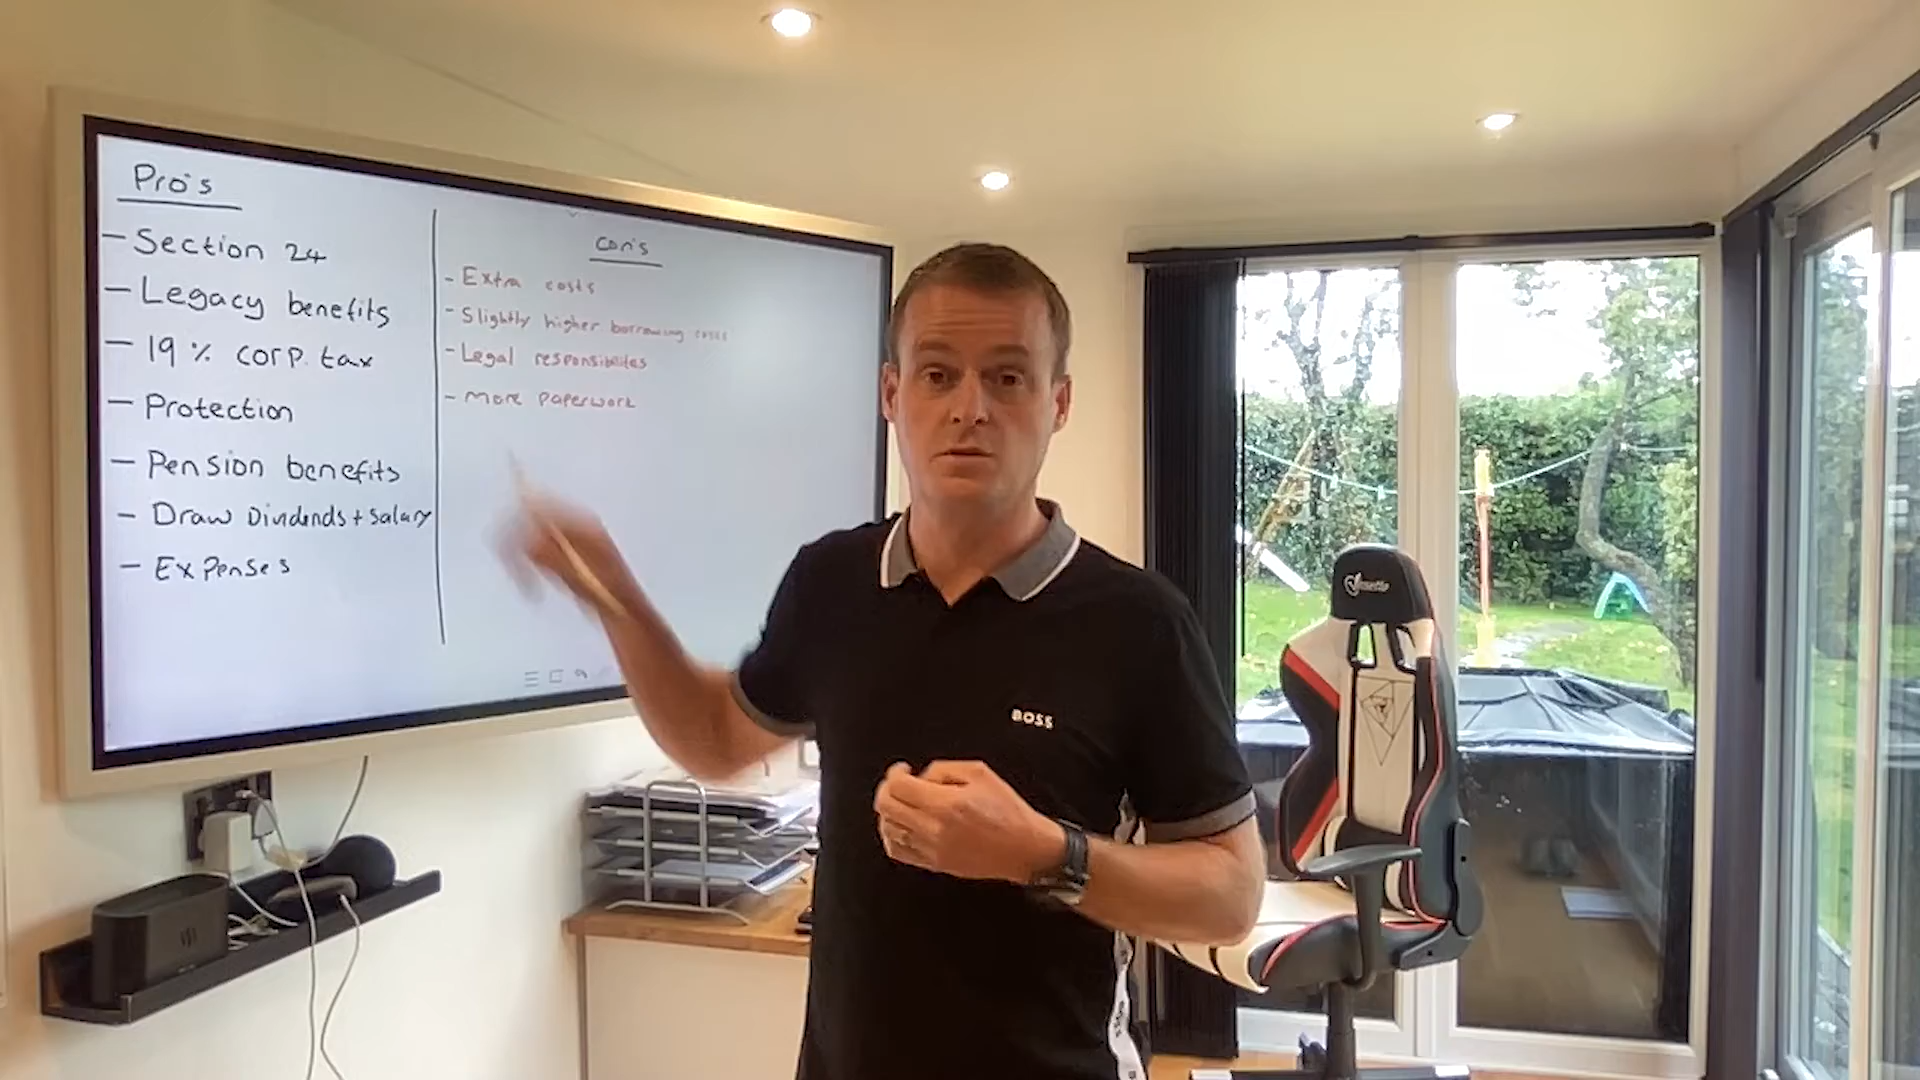 Pro's
- Section 24
- Legacy benefits
- 19% corp. tax
- Protection
- Pension benefits
- Draw Dividends + Salary
- Expenses
Con's
- Extra costs
- Slightly higher borrowing costs
- Legal responsibilites
- More paperwork
BOSS